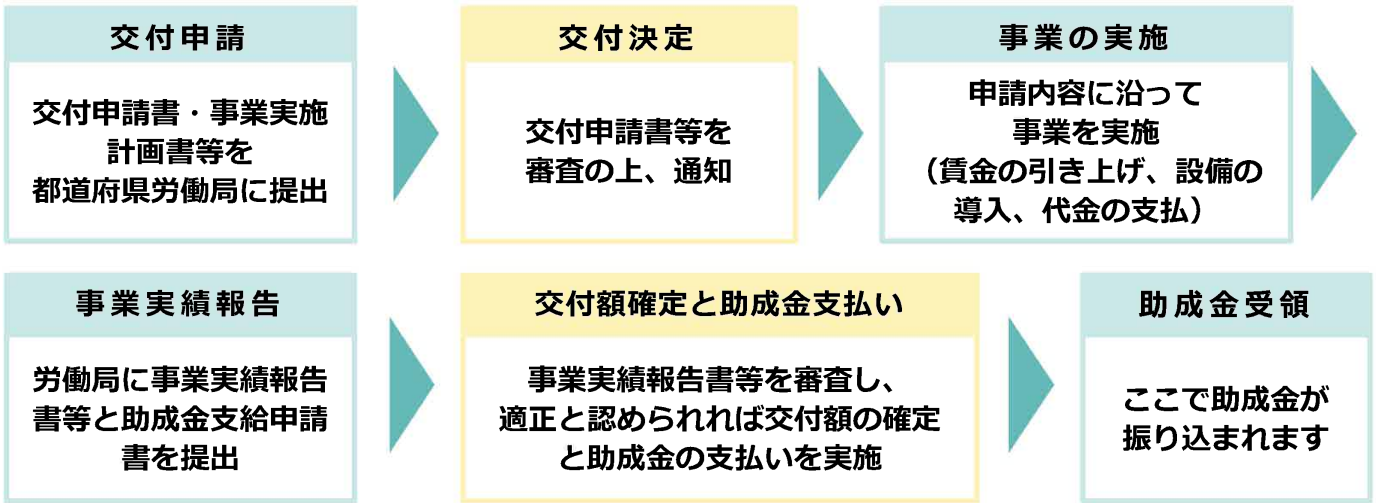 交付申請
交付申請書・事業実施
計画書等を
都道府県労働局に提出
交付決定
交付申請書等を
審査の上、通知
事業の実施
申請内容に沿って
事業を実施
（賃金の引き上げ、設備の
導入、代金の支払）
事業実績報告
労働局に事業実績報告
書等と助成金支給申請
書を提出
交付額確定と助成金支払い
事業実績報告書等を審査し、
適正と認められれば交付額の確定
と助成金の支払いを実施
助成金受領
ここで助成金が
振り込まれます